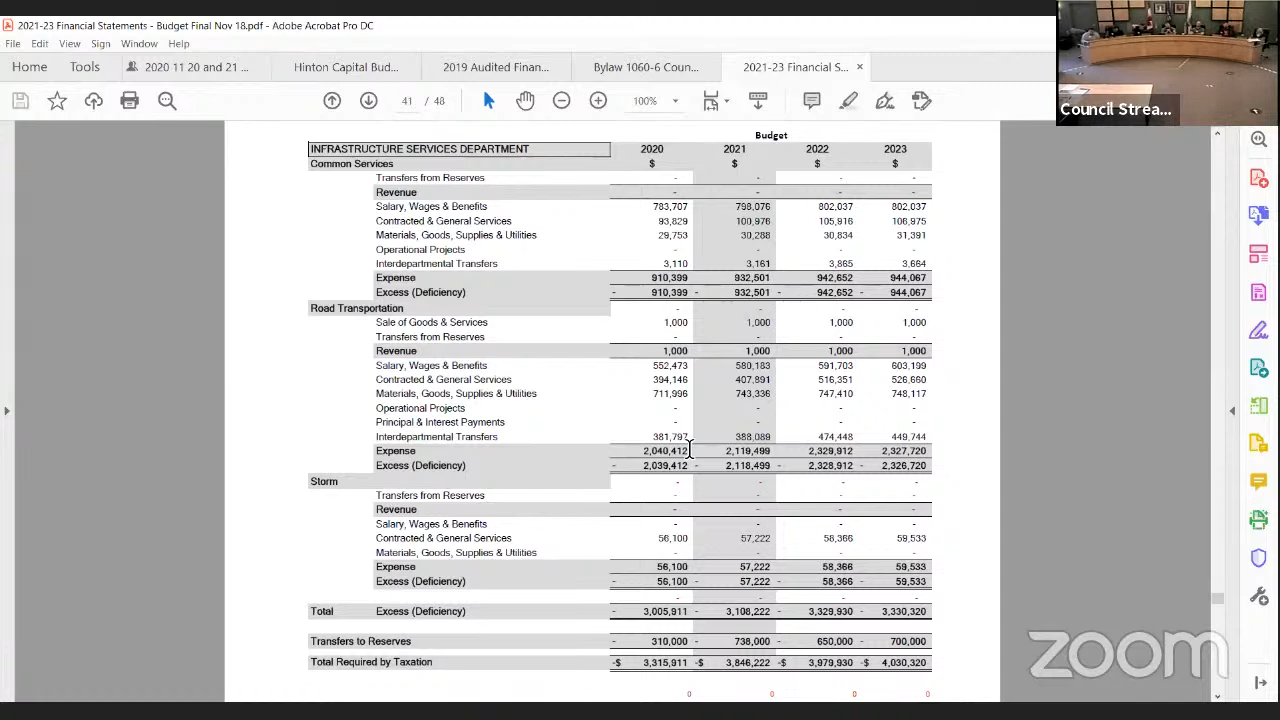 2021-23 Financial Statements - Budget Final Nov 18.pdf - Adobe Acrobat Pro DC
File Edit View Sign Window Help
Home Tools 2020 11 20 and 21 ... Hinton Capital Bud... 2019 Audited Finan... Bylaw 1060-6 Coun... 2021-23 Financial S... ×
41 / 48 100%
Council Strea...
Budget
INFRASTRUCTURE SERVICES DEPARTMENT 2020 2021 2022 2023
Common Services $ $ $ $
Transfers from Reserves - - - -
Revenue - - - -
Salary, Wages & Benefits 783,707 798,076 802,037 802,037
Contracted & General Services 93,829 100,976 105,916 106,975
Materials, Goods, Supplies & Utilities 29,753 30,288 30,834 31,391
Operational Projects - - - -
Interdepartmental Transfers 3,110 3,161 3,865 3,664
Expense 910,399 932,501 942,652 944,067
Excess (Deficiency) - 910,399 - 932,501 - 942,652 - 944,067
Road Transportation - - - -
Sale of Goods & Services 1,000 1,000 1,000 1,000
Transfers from Reserves - - - -
Revenue 1,000 1,000 1,000 1,000
Salary, Wages & Benefits 552,473 580,183 591,703 603,199
Contracted & General Services 394,146 407,891 516,351 526,660
Materials, Goods, Supplies & Utilities 711,996 743,336 747,410 748,117
Operational Projects - - - -
Principal & Interest Payments - - - -
Interdepartmental Transfers 381,797 388,089 474,448 449,744
Expense 2,040,412 2,119,499 2,329,912 2,327,720
Excess (Deficiency) - 2,039,412 - 2,118,499 - 2,328,912 - 2,326,720
Storm - - - -
Transfers from Reserves - - - -
Revenue - - - -
Salary, Wages & Benefits - - - -
Contracted & General Services 56,100 57,222 58,366 59,533
Materials, Goods, Supplies & Utilities - - - -
Expense 56,100 57,222 58,366 59,533
Excess (Deficiency) - 56,100 - 57,222 - 58,366 - 59,533
- - - -
Total Excess (Deficiency) - 3,005,911 - 3,108,222 - 3,329,930 - 3,330,320
Transfers to Reserves - 310,000 - 738,000 - 650,000 - 700,000
Total Required by Taxation -$ 3,315,911 -$ 3,846,222 -$ 3,979,930 -$ 4,030,320
0 0 0 0
zoom